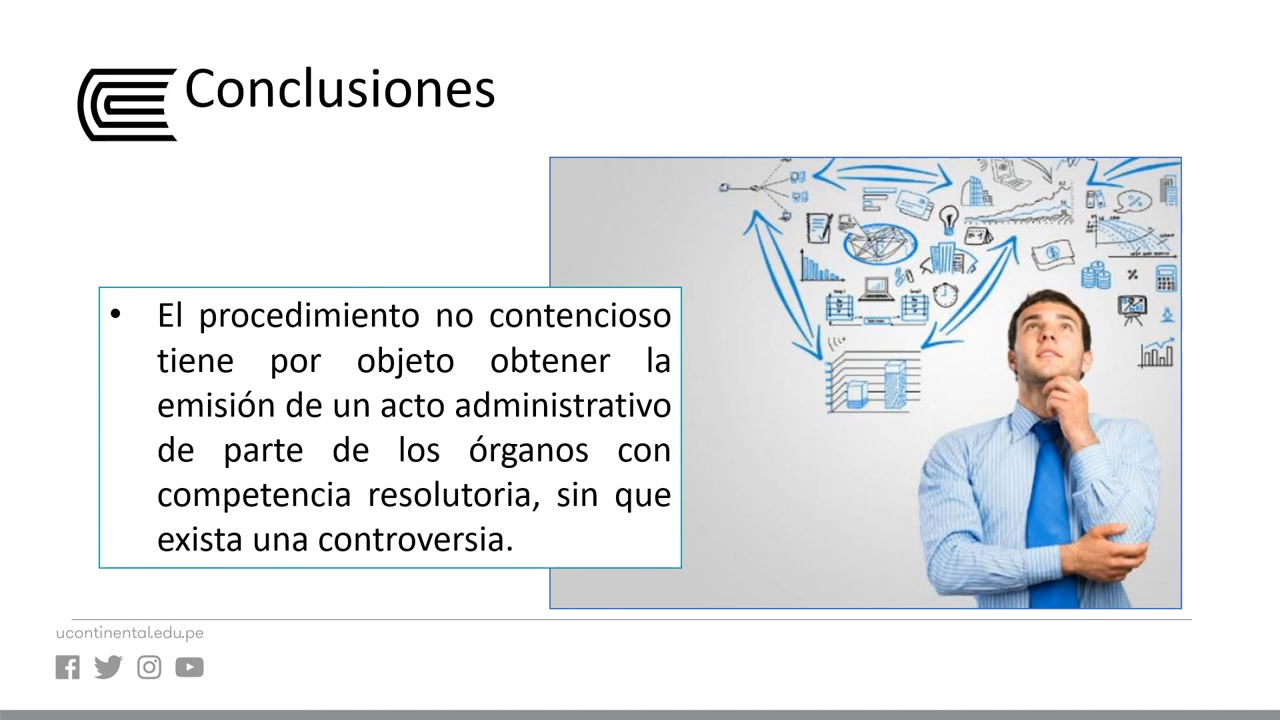 Conclusiones
• El procedimiento no contencioso
tiene por objeto obtener la
emisión de un acto administrativo
de parte de los órganos con
competencia resolutoria, sin que
exista una controversia.
ucontinental.edu.pe